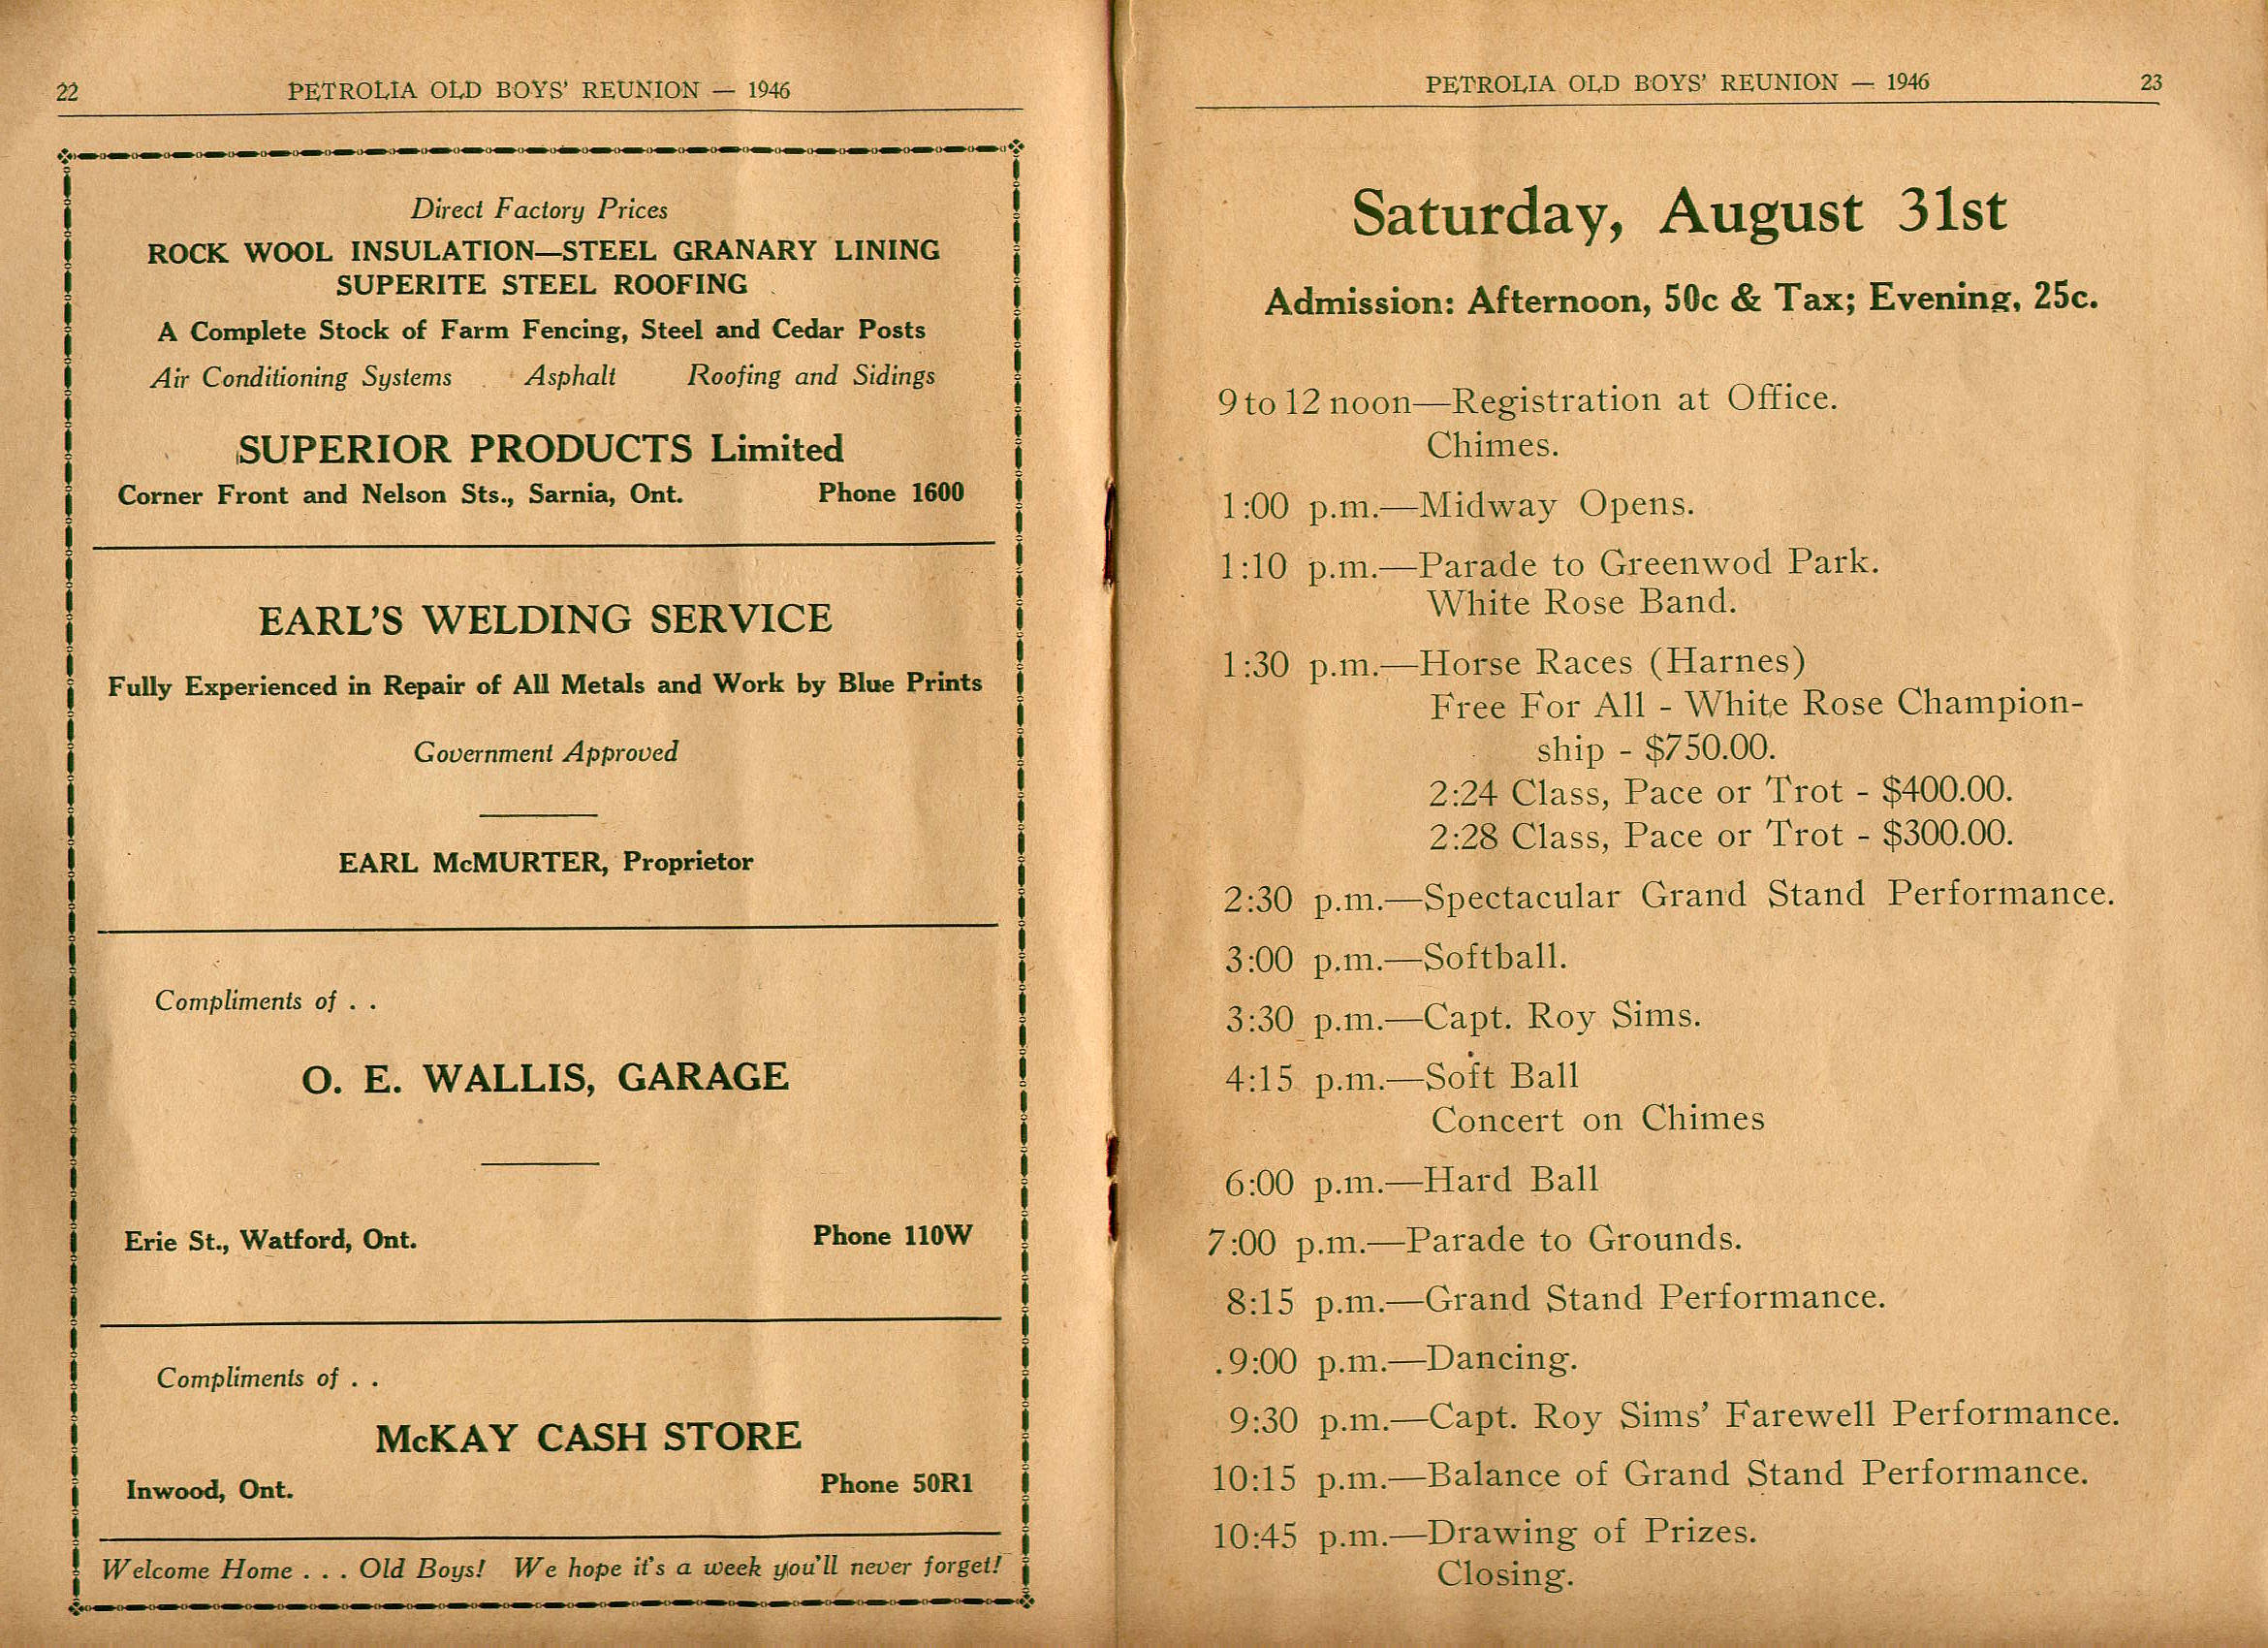 22
PETROLIA OLD BOYS' REUNION — 1946
Direct Factory Prices
ROCK WOOL INSULATION—STEEL GRANARY LINING
SUPERITE STEEL ROOFING
A Complete Stock of Farm Fencing, Steel and Cedar Posts
Air Conditioning Systems Asphalt Roofing and Sidings
SUPERIOR PRODUCTS Limited
Corner Front and Nelson Sts., Sarnia, Ont. Phone 1600
EARL'S WELDING SERVICE
Fully Experienced in Repair of All Metals and Work by Blue Prints
Government Approved
EARL McMURTER, Proprietor
Compliments of . .
O. E. WALLIS, GARAGE
Erie St., Watford, Ont. Phone 110W
Compliments of . .
McKAY CASH STORE
Inwood, Ont. Phone 50R1
Welcome Home . . . Old Boys! We hope it's a week you'll never forget!
PETROLIA OLD BOYS' REUNION — 1946
23
Saturday, August 31st
Admission: Afternoon, 50c & Tax; Evening, 25c.
9 to 12 noon—Registration at Office.
Chimes.
1:00 p.m.—Midway Opens.
1:10 p.m.—Parade to Greenwod Park.
White Rose Band.
1:30 p.m.—Horse Races (Harnes)
Free For All - White Rose Champion-
ship - $750.00.
2:24 Class, Pace or Trot - $400.00.
2:28 Class, Pace or Trot - $300.00.
2:30 p.m.—Spectacular Grand Stand Performance.
3:00 p.m.—Softball.
3:30 p.m.—Capt. Roy Sims.
4:15 p.m.—Soft Ball
Concert on Chimes
6:00 p.m.—Hard Ball
7:00 p.m.—Parade to Grounds.
8:15 p.m.—Grand Stand Performance.
.9:00 p.m.—Dancing.
9:30 p.m.—Capt. Roy Sims' Farewell Performance.
10:15 p.m.—Balance of Grand Stand Performance.
10:45 p.m.—Drawing of Prizes.
Closing.